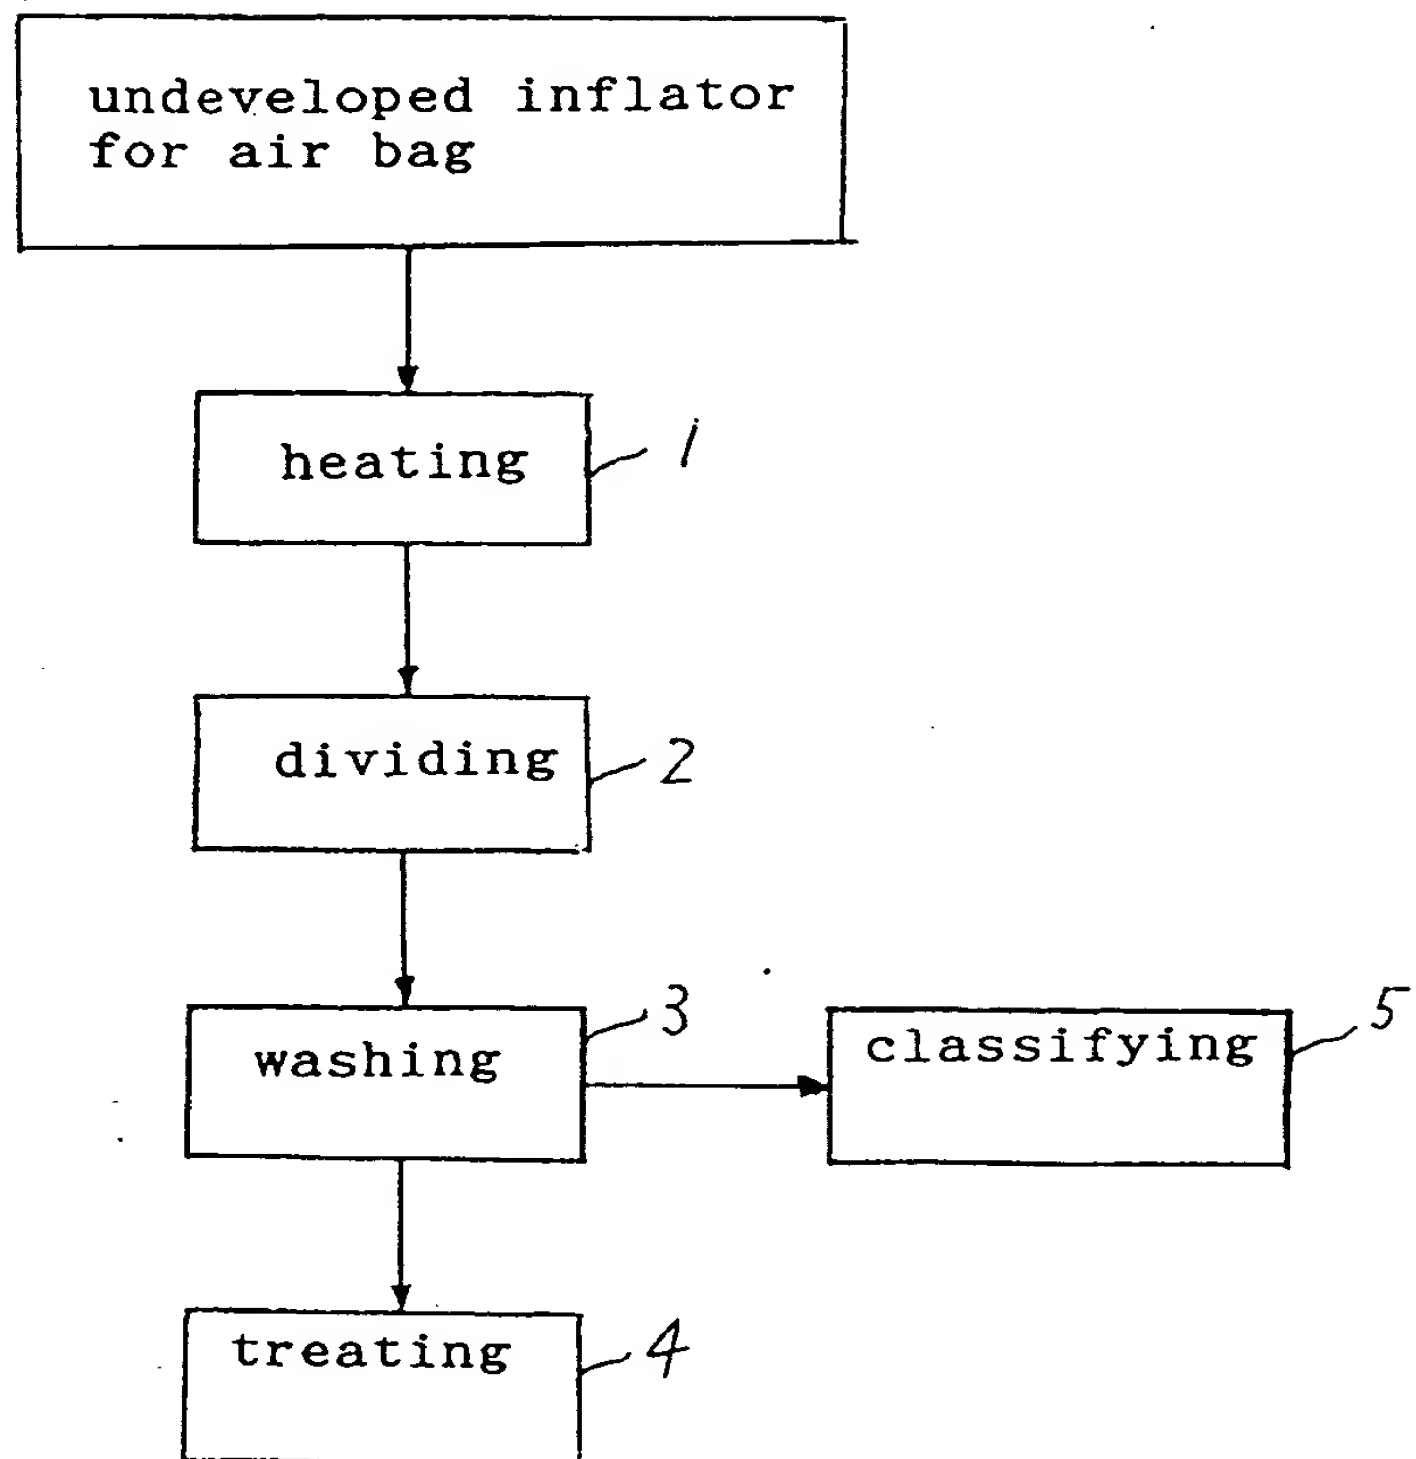 undeveloped inflator
for air bag
heating
1
dividing
2
washing
3
classifying
5
treating
4